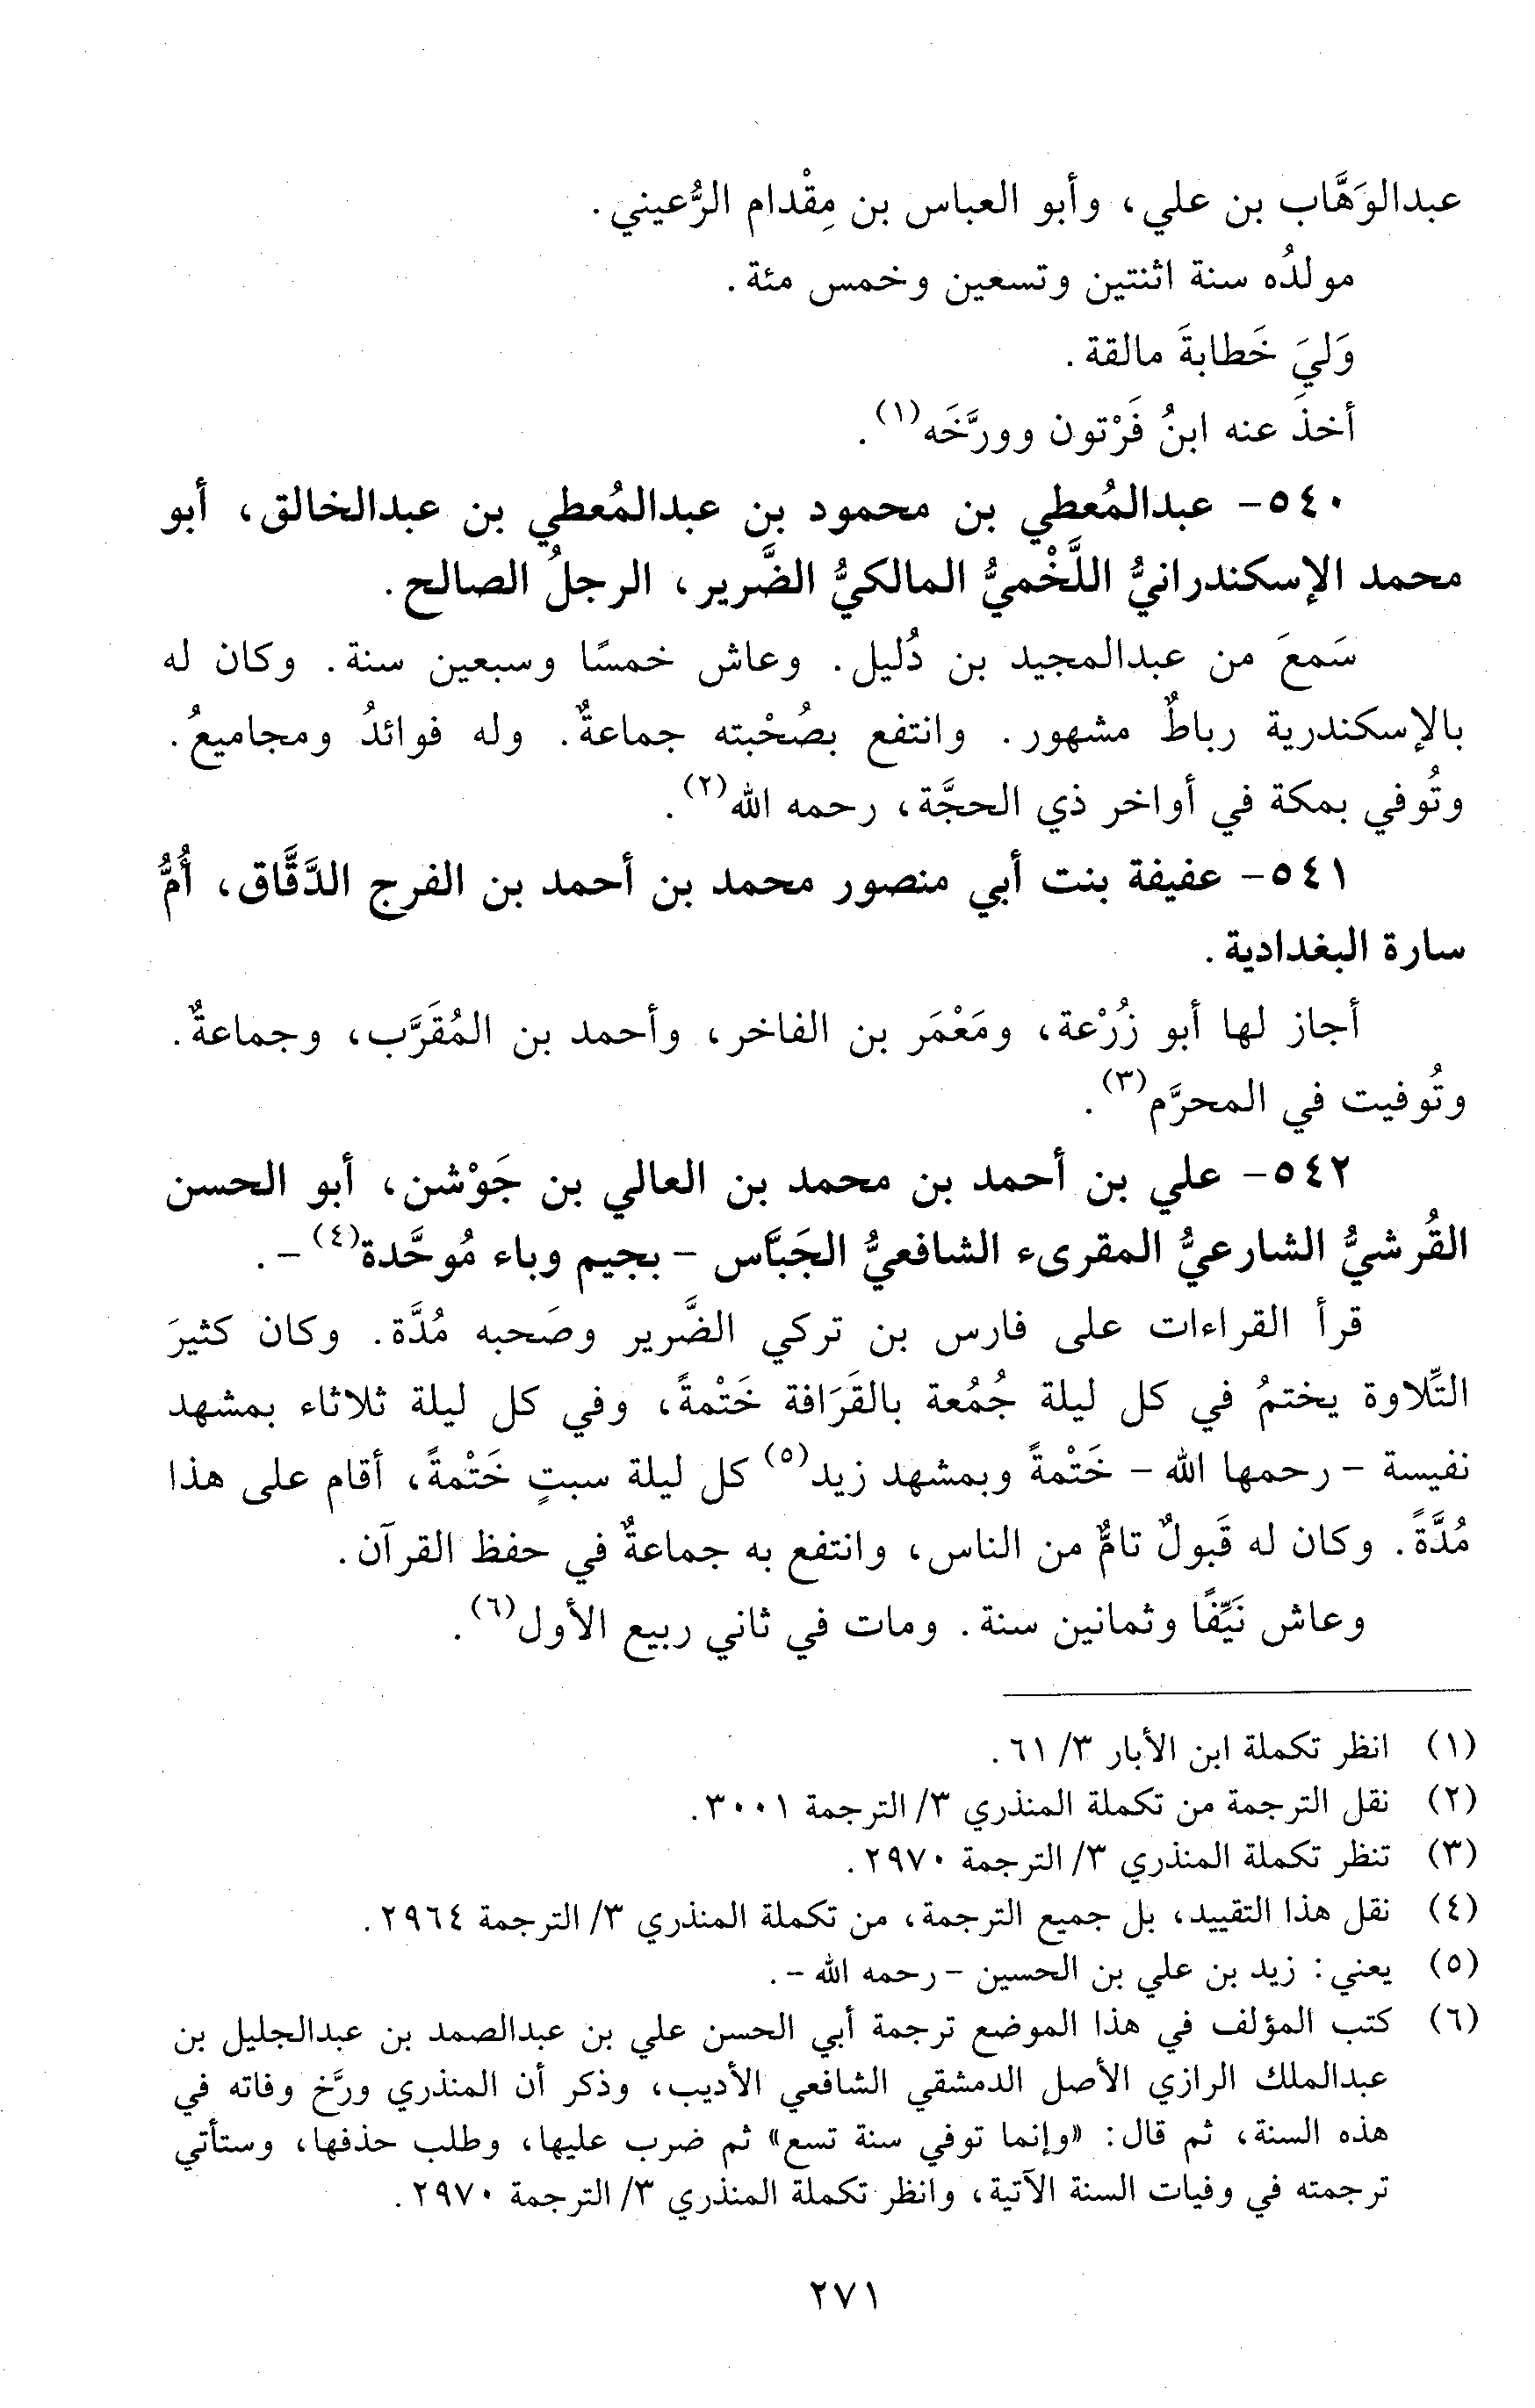 عبدالوَهَّاب بن علي، وأبو العباس بن مِقْدام الرُّعيني.
مولدُه سنة اثنتين وتسعين وخمس مئة.
وَليَ خَطابةَ مالقة.
أخذَ عنه ابنُ فَرْتون وورَّخَه(١).
٥٤٠- عبدالمُعطي بن محمود بن عبدالمُعطي بن عبدالخالق، أبو
محمد الإسكندرانيُّ اللَّخْميُّ المالكيُّ الضَّرير، الرجلُ الصالح.
سَمعَ من عبدالمجيد بن دُليل. وعاش خمسًا وسبعين سنة. وكان له
بالإسكندرية رباطٌ مشهور. وانتفع بصُحْبته جماعةٌ. وله فوائدُ ومجاميعُ.
وتُوفي بمكة في أواخر ذي الحجَّة، رحمه الله(٢).
٥٤١- عفيفة بنت أبي منصور محمد بن أحمد بن الفرج الدَّقَّاق، أُمُّ
سارة البغدادية.
أجاز لها أبو زُرْعة، ومَعْمَر بن الفاخر، وأحمد بن المُقَرَّب، وجماعةٌ.
وتُوفيت في المحرَّم(٣).
٥٤٢- علي بن أحمد بن محمد بن العالي بن جَوْشن، أبو الحسن
القُرشيُّ الشارعيُّ المقرىء الشافعيُّ الجَبَّاس - بجيم وباء مُوحَّدة(٤) -.
قرأ القراءات على فارس بن تركي الضَّرير وصَحبه مُدَّة. وكان كثيرَ
التِّلاوة يختمُ في كل ليلة جُمُعة بالقَرَافة خَتْمةً، وفي كل ليلة ثلاثاء بمشهد
نفيسة - رحمها الله - خَتْمةً وبمشهد زيد(٥) كل ليلة سبتٍ خَتْمةً، أقام على هذا
مُدَّةً. وكان له قَبولٌ تامٌّ من الناس، وانتفع به جماعةٌ في حفظ القرآن.
وعاش نَيِّفًا وثمانين سنة. ومات في ثاني ربيع الأول(٦).
(١) انظر تكملة ابن الأبار ٣/ ٦١.
(٢) نقل الترجمة من تكملة المنذري ٣/ الترجمة ٣٠٠١.
(٣) تنظر تكملة المنذري ٣/ الترجمة ٢٩٧٠.
(٤) نقل هذا التقييد، بل جميع الترجمة، من تكملة المنذري ٣/ الترجمة ٢٩٦٤.
(٥) يعني: زيد بن علي بن الحسين - رحمه الله -.
(٦) كتب المؤلف في هذا الموضع ترجمة أبي الحسن علي بن عبدالصمد بن عبدالجليل بن
عبدالملك الرازي الأصل الدمشقي الشافعي الأديب، وذكر أن المنذري ورَّخ وفاته في
هذه السنة، ثم قال: «وإنما توفي سنة تسع» ثم ضرب عليها، وطلب حذفها، وستأتي
ترجمته في وفيات السنة الآتية، وانظر تكملة المنذري ٣/ الترجمة ٢٩٧٠.
٢٧١